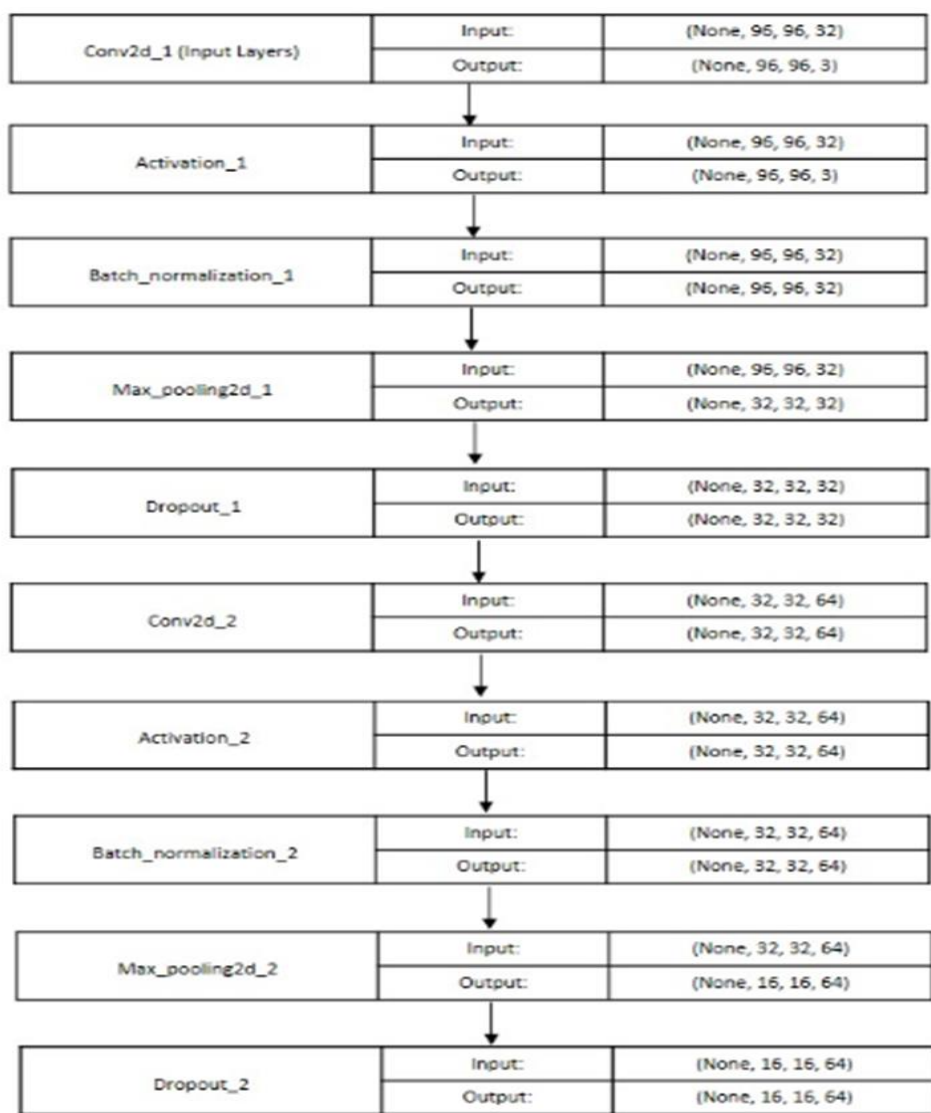 Conv2d_1 (Input Layers)
Input: (None, 96, 96, 32)
Output: (None, 96, 96, 3)
Activation_1
Input: (None, 96, 96, 32)
Output: (None, 96, 96, 3)
Batch_normalization_1
Input: (None, 96, 96, 32)
Output: (None, 96, 96, 32)
Max_pooling2d_1
Input: (None, 96, 96, 32)
Output: (None, 32, 32, 32)
Dropout_1
Input: (None, 32, 32, 32)
Output: (None, 32, 32, 32)
Conv2d_2
Input: (None, 32, 32, 64)
Output: (None, 32, 32, 64)
Activation_2
Input: (None, 32, 32, 64)
Output: (None, 32, 32, 64)
Batch_normalization_2
Input: (None, 32, 32, 64)
Output: (None, 32, 32, 64)
Max_pooling2d_2
Input: (None, 32, 32, 64)
Output: (None, 16, 16, 64)
Dropout_2
Input: (None, 16, 16, 64)
Output: (None, 16, 16, 64)